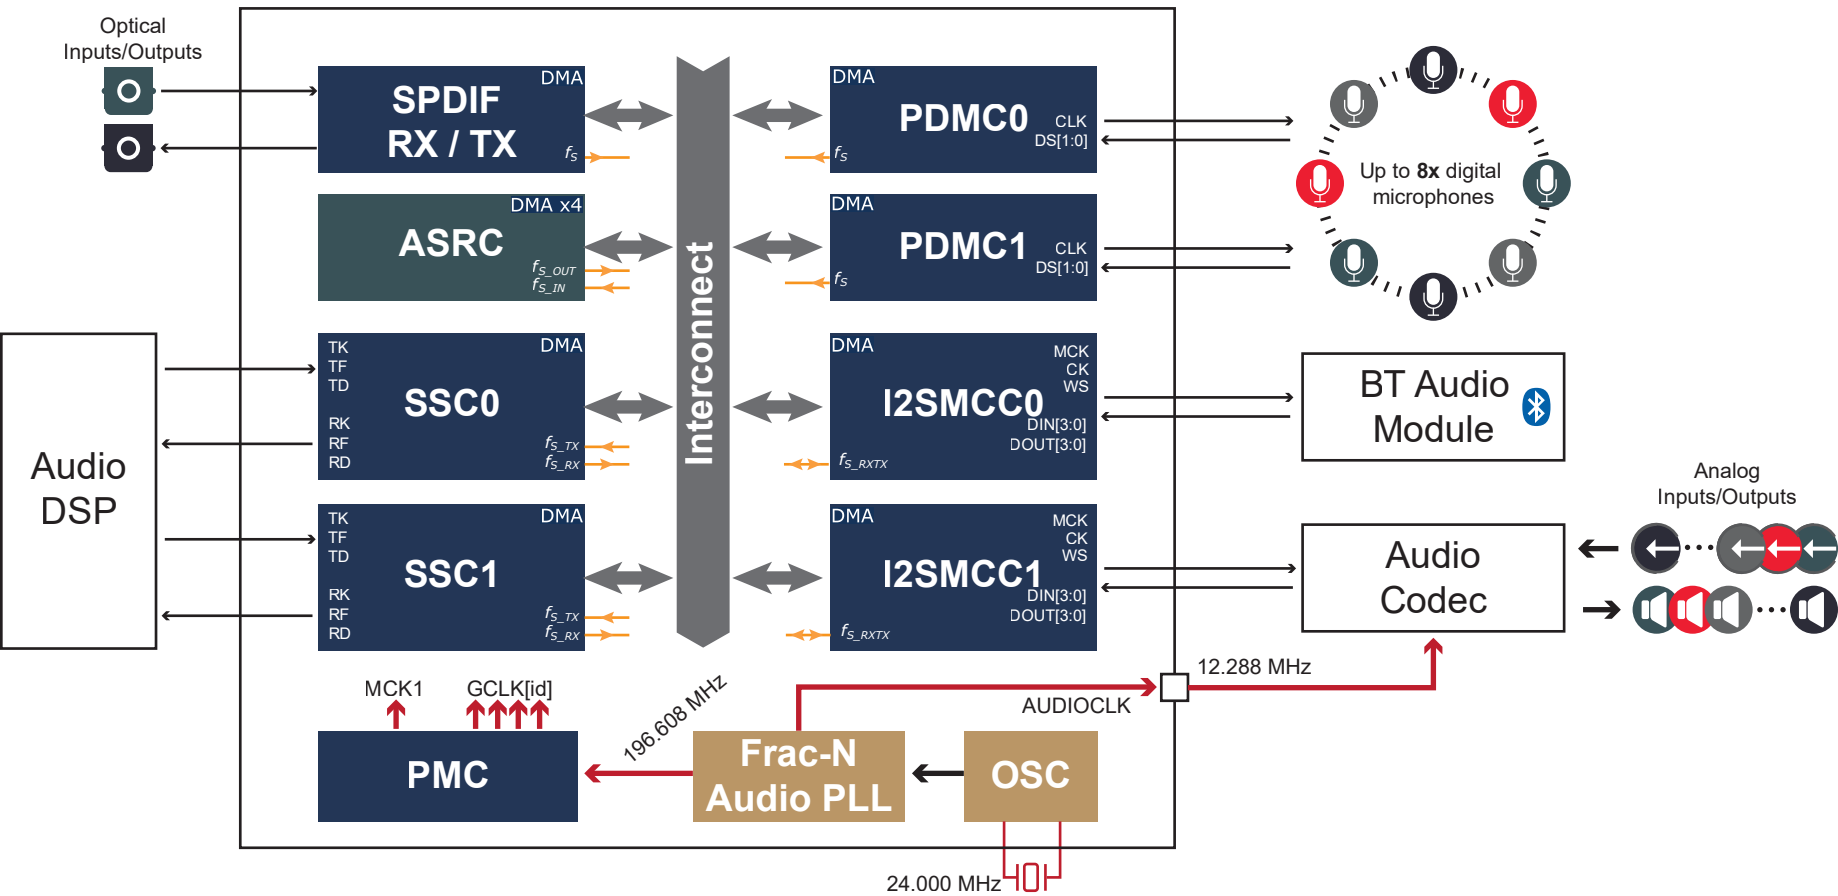 Optical
Inputs/Outputs
DMA
SPDIF
RX / TX
fS
DMA x4
ASRC
fS_OUT
fS_IN
Audio
DSP
TK
TF
TD
RK
RF
RD
DMA
SSC0
fS_TX
fS_RX
TK
TF
TD
RK
RF
RD
DMA
SSC1
fS_TX
fS_RX
Interconnect
DMA
PDMC0
CLK
DS[1:0]
fS
DMA
PDMC1
CLK
DS[1:0]
fS
Up to 8x digital
microphones
DMA
I2SMCC0
MCK
CK
WS
DIN[3:0]
DOUT[3:0]
fS_RXTX
BT Audio
Module
DMA
I2SMCC1
MCK
CK
WS
DIN[3:0]
DOUT[3:0]
fS_RXTX
Audio
Codec
Analog
Inputs/Outputs
MCK1
GCLK[id]
PMC
196.608 MHz
Frac-N
Audio PLL
OSC
AUDIOCLK
12.288 MHz
24.000 MHz